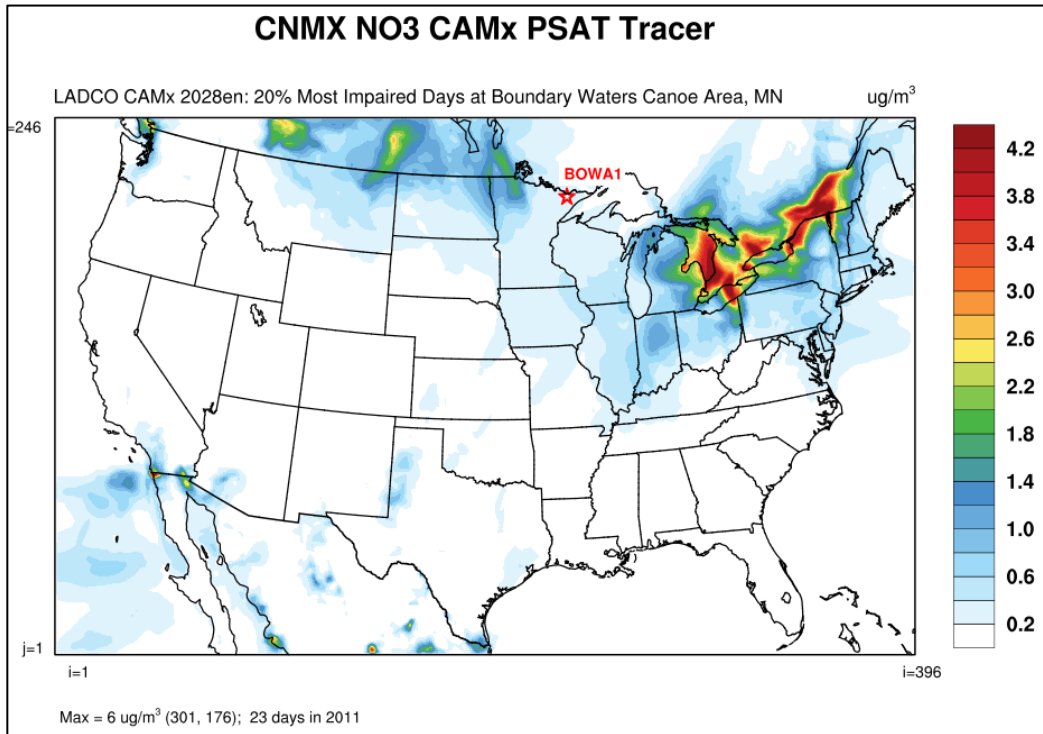 CNMX NO3 CAMx PSAT Tracer
LADCO CAMx 2028en: 20% Most Impaired Days at Boundary Waters Canoe Area, MN
ug/m³
=246
BOWA1
4.2
3.8
3.4
3.0
2.6
2.2
1.8
1.4
1.0
0.6
0.2
j=1
i=1
i=396
Max = 6 ug/m³ (301, 176); 23 days in 2011